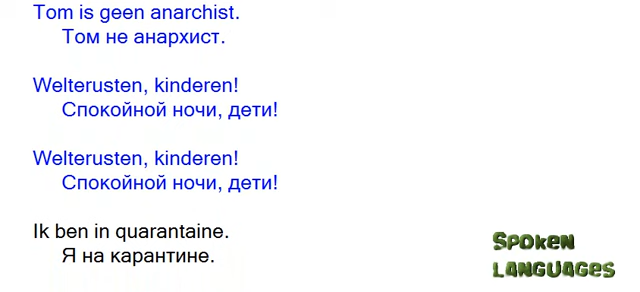 Tom is geen anarchist.
Том не анархист.
Welterusten, kinderen!
Спокойной ночи, дети!
Welterusten, kinderen!
Спокойной ночи, дети!
Ik ben in quarantaine.
Я на карантине.
SPOKEN
LANGUAGES